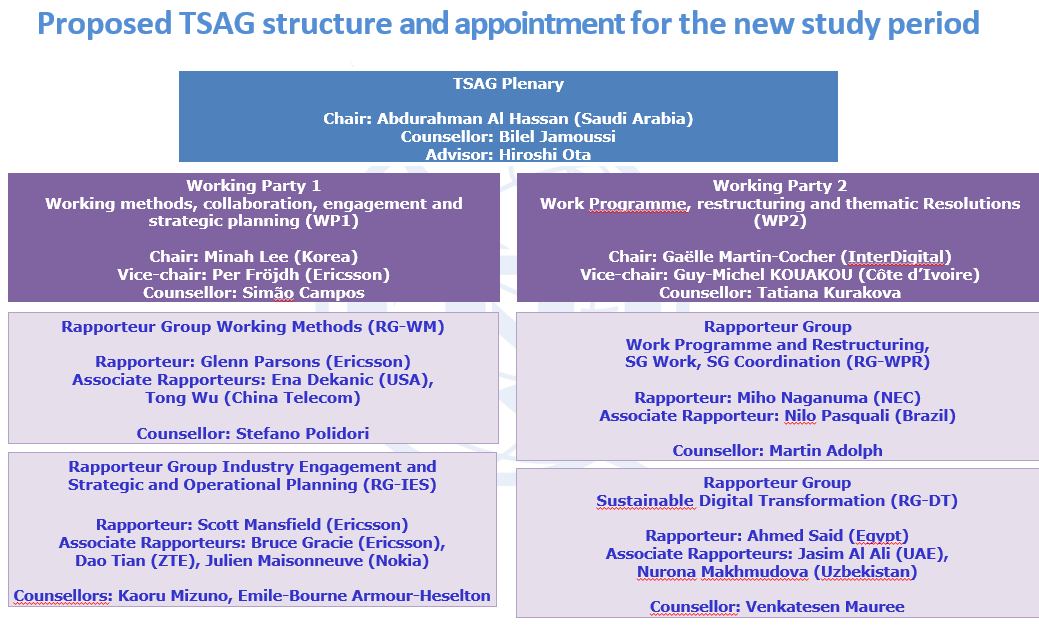 Proposed TSAG structure and appointment for the new study period
TSAG Plenary
Chair: Abdurahman Al Hassan (Saudi Arabia)
Counsellor: Bilel Jamoussi
Advisor: Hiroshi Ota
Working Party 1
Working methods, collaboration, engagement and
strategic planning (WP1)
Chair: Minah Lee (Korea)
Vice-chair: Per Fröjdh (Ericsson)
Counsellor: Simão Campos
Working Party 2
Work Programme, restructuring and thematic Resolutions
(WP2)
Chair: Gaëlle Martin-Cocher (InterDigital)
Vice-chair: Guy-Michel KOUAKOU (Côte d’Ivoire)
Counsellor: Tatiana Kurakova
Rapporteur Group Working Methods (RG-WM)
Rapporteur: Glenn Parsons (Ericsson)
Associate Rapporteurs: Ena Dekanic (USA),
Tong Wu (China Telecom)
Counsellor: Stefano Polidori
Rapporteur Group
Work Programme and Restructuring,
SG Work, SG Coordination (RG-WPR)
Rapporteur: Miho Naganuma (NEC)
Associate Rapporteur: Nilo Pasquali (Brazil)
Counsellor: Martin Adolph
Rapporteur Group Industry Engagement and
Strategic and Operational Planning (RG-IES)
Rapporteur: Scott Mansfield (Ericsson)
Associate Rapporteurs: Bruce Gracie (Ericsson),
Dao Tian (ZTE), Julien Maisonneuve (Nokia)
Counsellors: Kaoru Mizuno, Emile-Bourne Armour-Heselton
Rapporteur Group
Sustainable Digital Transformation (RG-DT)
Rapporteur: Ahmed Said (Egypt)
Associate Rapporteurs: Jasim Al Ali (UAE),
Nurona Makhmudova (Uzbekistan)
Counsellor: Venkatesen Mauree